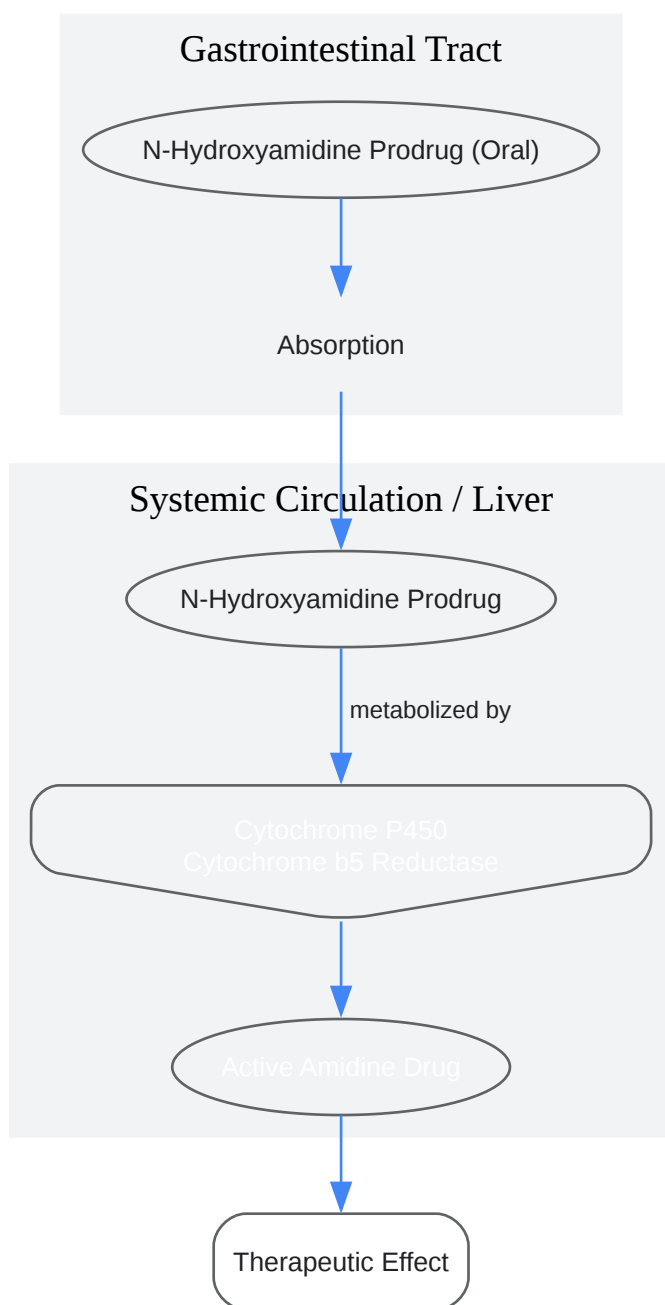 Gastrointestinal Tract
N-Hydroxyamidine Prodrug (Oral)
Absorption
Systemic Circulation / Liver
N-Hydroxyamidine Prodrug
metabolized by
Cytochrome P450
Cytochrome b5 Reductase
Active Amidine Drug
Therapeutic Effect